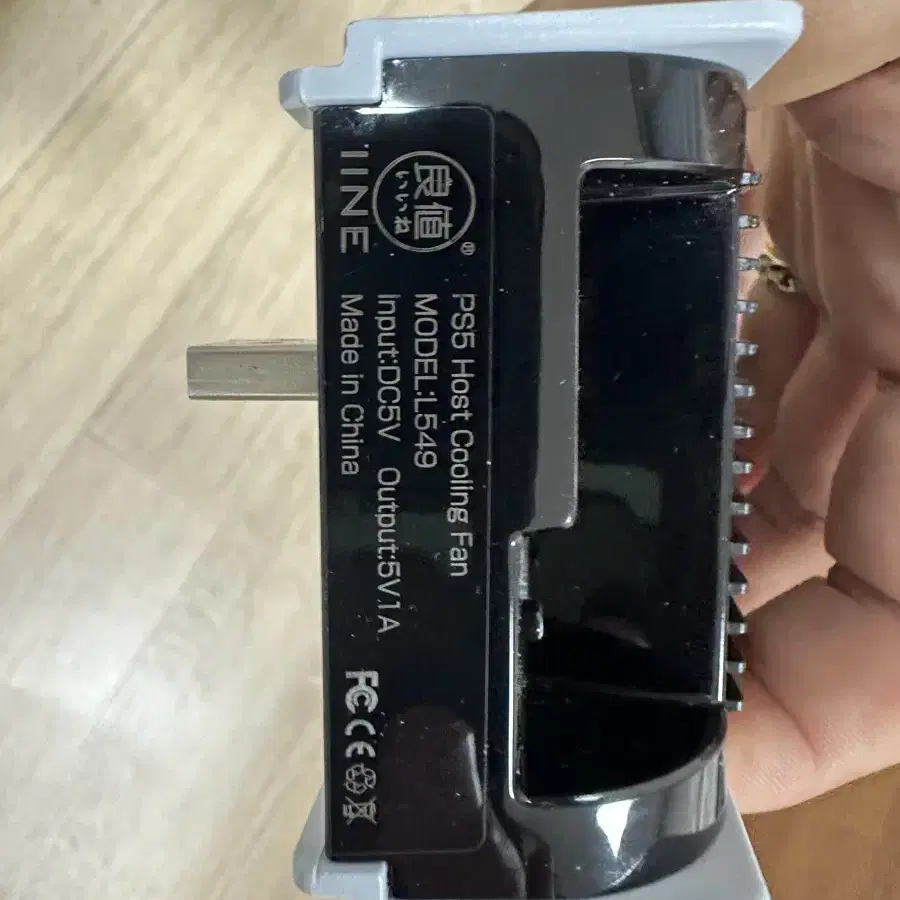 良値
いいね
®
IINE
PS5 Host Cooling Fan
MODEL:L549
Input:DC5V Output:5V1A
Made in China
FC CE